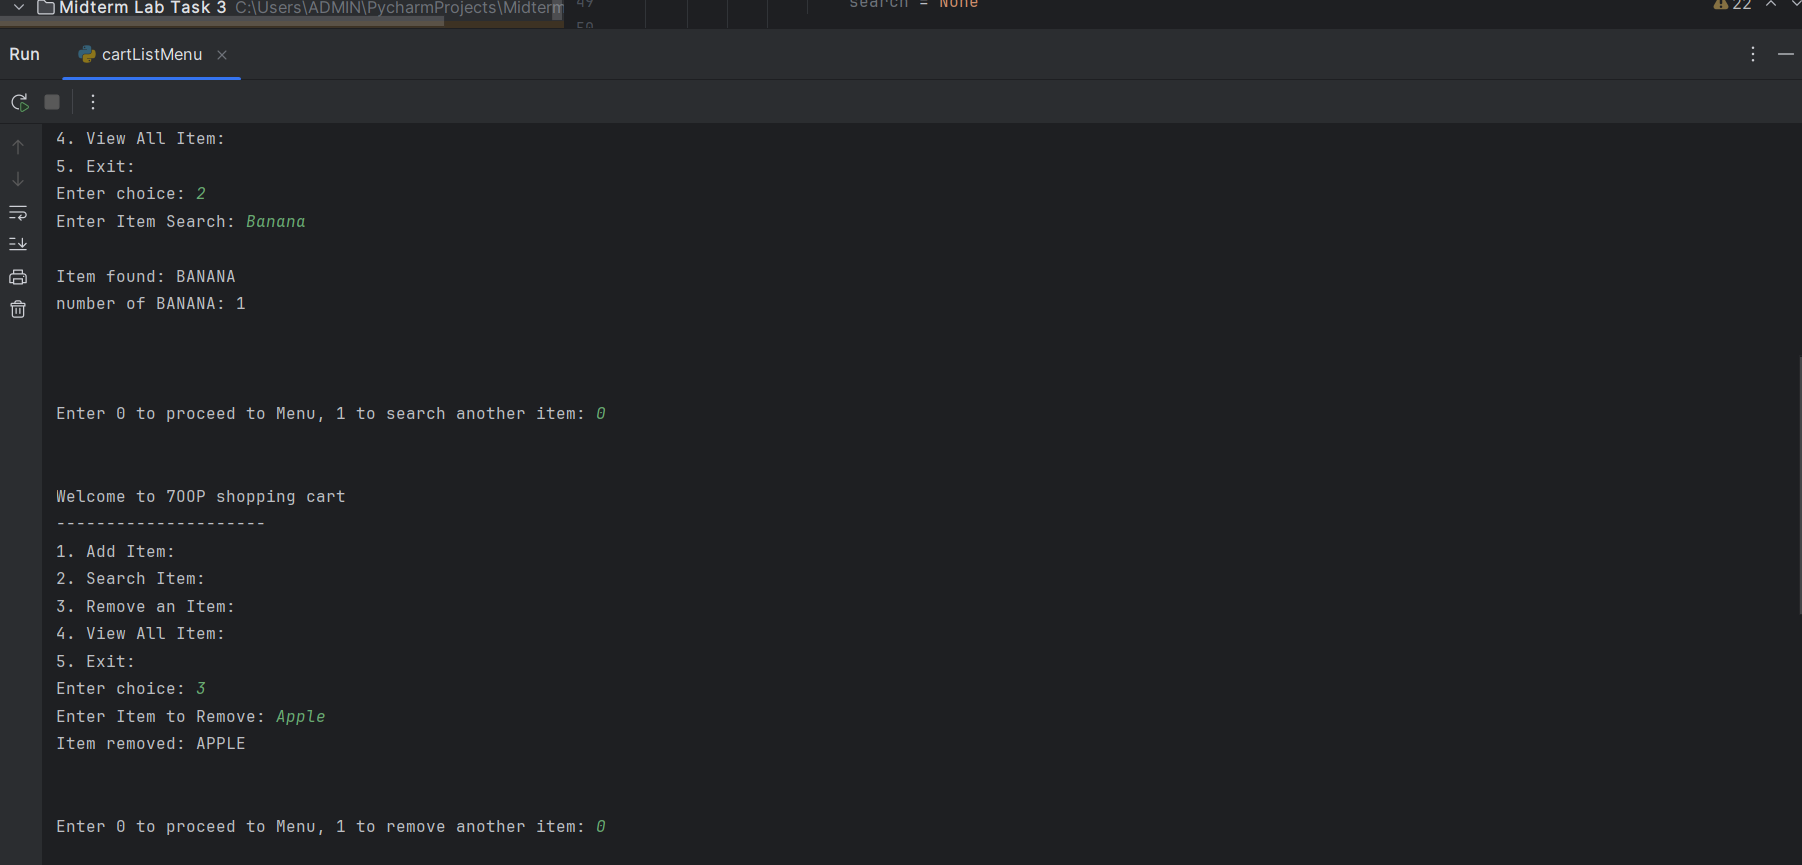 Midterm Lab Task 3 C:\Users\ADMIN\PycharmProjects\Midterm
49 search = None
50
22
Run cartListMenu
4. View All Item:
5. Exit:
Enter choice: 2
Enter Item Search: Banana
Item found: BANANA
number of BANANA: 1
Enter 0 to proceed to Menu, 1 to search another item: 0
Welcome to 7OOP shopping cart
---------------------
1. Add Item:
2. Search Item:
3. Remove an Item:
4. View All Item:
5. Exit:
Enter choice: 3
Enter Item to Remove: Apple
Item removed: APPLE
Enter 0 to proceed to Menu, 1 to remove another item: 0